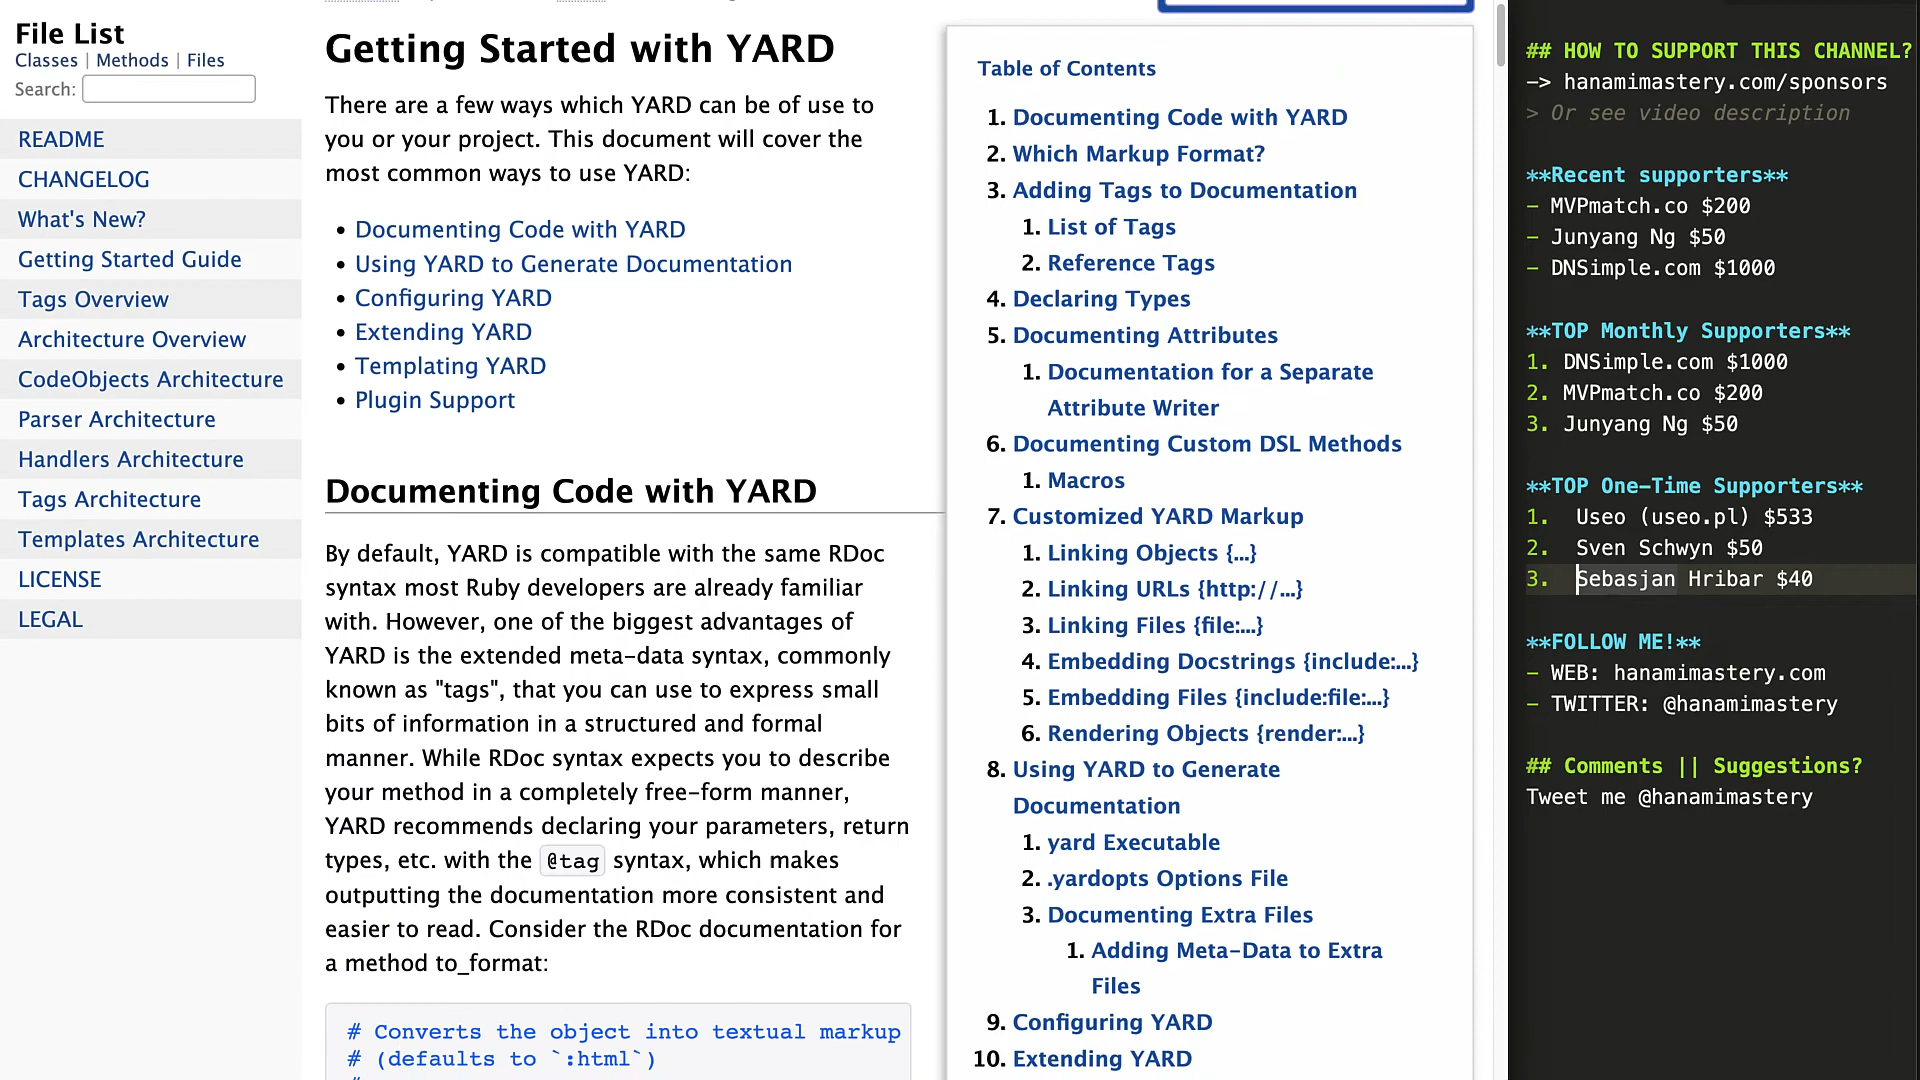 File List
Classes | Methods | Files
Search:
README
CHANGELOG
What's New?
Getting Started Guide
Tags Overview
Architecture Overview
CodeObjects Architecture
Parser Architecture
Handlers Architecture
Tags Architecture
Templates Architecture
LICENSE
LEGAL
Getting Started with YARD
There are a few ways which YARD can be of use to
you or your project. This document will cover the
most common ways to use YARD:
• Documenting Code with YARD
• Using YARD to Generate Documentation
• Configuring YARD
• Extending YARD
• Templating YARD
• Plugin Support
Documenting Code with YARD
By default, YARD is compatible with the same RDoc
syntax most Ruby developers are already familiar
with. However, one of the biggest advantages of
YARD is the extended meta-data syntax, commonly
known as "tags", that you can use to express small
bits of information in a structured and formal
manner. While RDoc syntax expects you to describe
your method in a completely free-form manner,
YARD recommends declaring your parameters, return
types, etc. with the @tag syntax, which makes
outputting the documentation more consistent and
easier to read. Consider the RDoc documentation for
a method to_format:
# Converts the object into textual markup
# (defaults to `:html`)
Table of Contents
1. Documenting Code with YARD
2. Which Markup Format?
3. Adding Tags to Documentation
1. List of Tags
2. Reference Tags
4. Declaring Types
5. Documenting Attributes
1. Documentation for a Separate
Attribute Writer
6. Documenting Custom DSL Methods
1. Macros
7. Customized YARD Markup
1. Linking Objects {...}
2. Linking URLs {http://...}
3. Linking Files {file:...}
4. Embedding Docstrings {include:...}
5. Embedding Files {include:file:...}
6. Rendering Objects {render:...}
8. Using YARD to Generate
Documentation
1. yard Executable
2. .yardopts Options File
3. Documenting Extra Files
1. Adding Meta-Data to Extra
Files
9. Configuring YARD
10. Extending YARD
## HOW TO SUPPORT THIS CHANNEL?
-> hanamimastery.com/sponsors
> Or see video description
**Recent supporters**
- MVPmatch.co $200
- Junyang Ng $50
- DNSimple.com $1000
**TOP Monthly Supporters**
1. DNSimple.com $1000
2. MVPmatch.co $200
3. Junyang Ng $50
**TOP One-Time Supporters**
1. Useo (useo.pl) $533
2. Sven Schwyn $50
3. Sebasjan Hribar $40
**FOLLOW ME!**
- WEB: hanamimastery.com
- TWITTER: @hanamimastery
## Comments || Suggestions?
Tweet me @hanamimastery